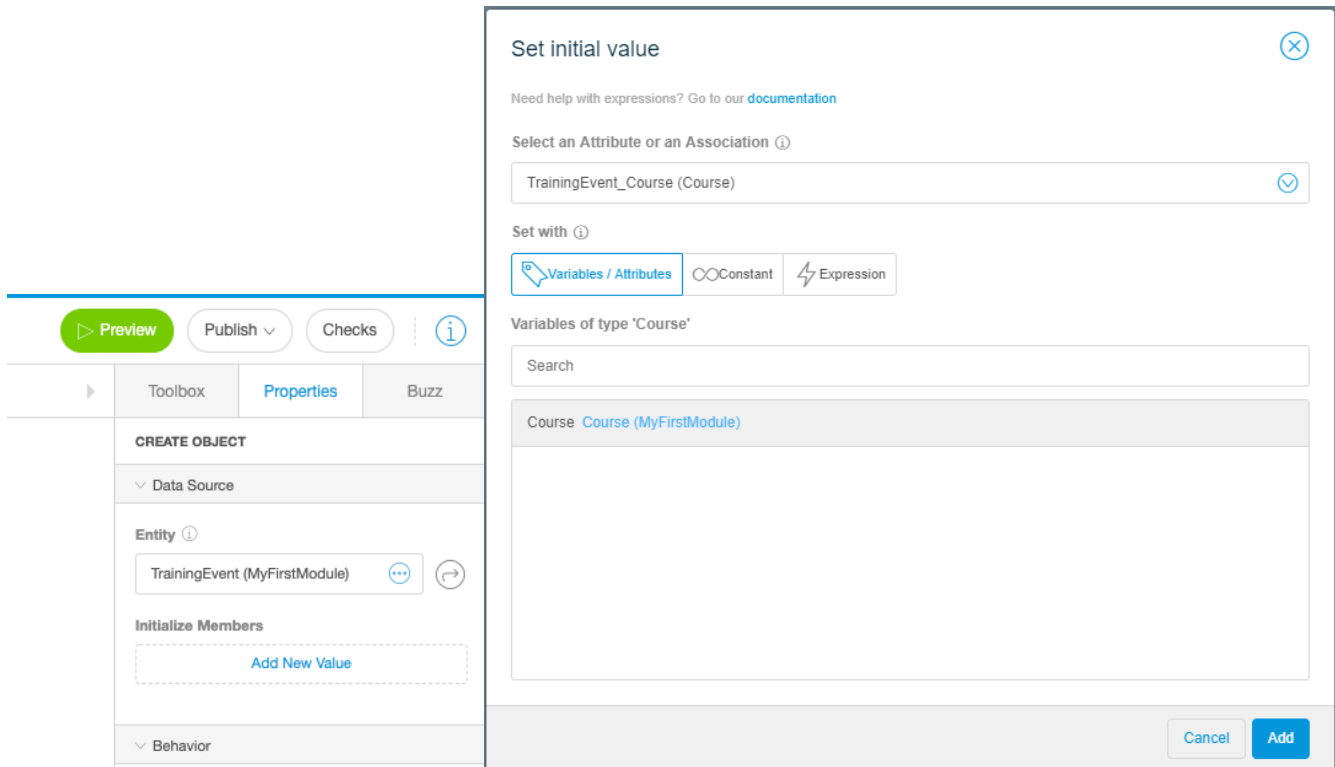 Preview
Publish
Checks
Toolbox
Properties
Buzz
CREATE OBJECT
Data Source
Entity
TrainingEvent (MyFirstModule)
Initialize Members
Add New Value
Behavior
Set initial value
Need help with expressions? Go to our documentation
Select an Attribute or an Association
TrainingEvent_Course (Course)
Set with
Variables / Attributes
Constant
Expression
Variables of type 'Course'
Search
Course Course (MyFirstModule)
Cancel
Add